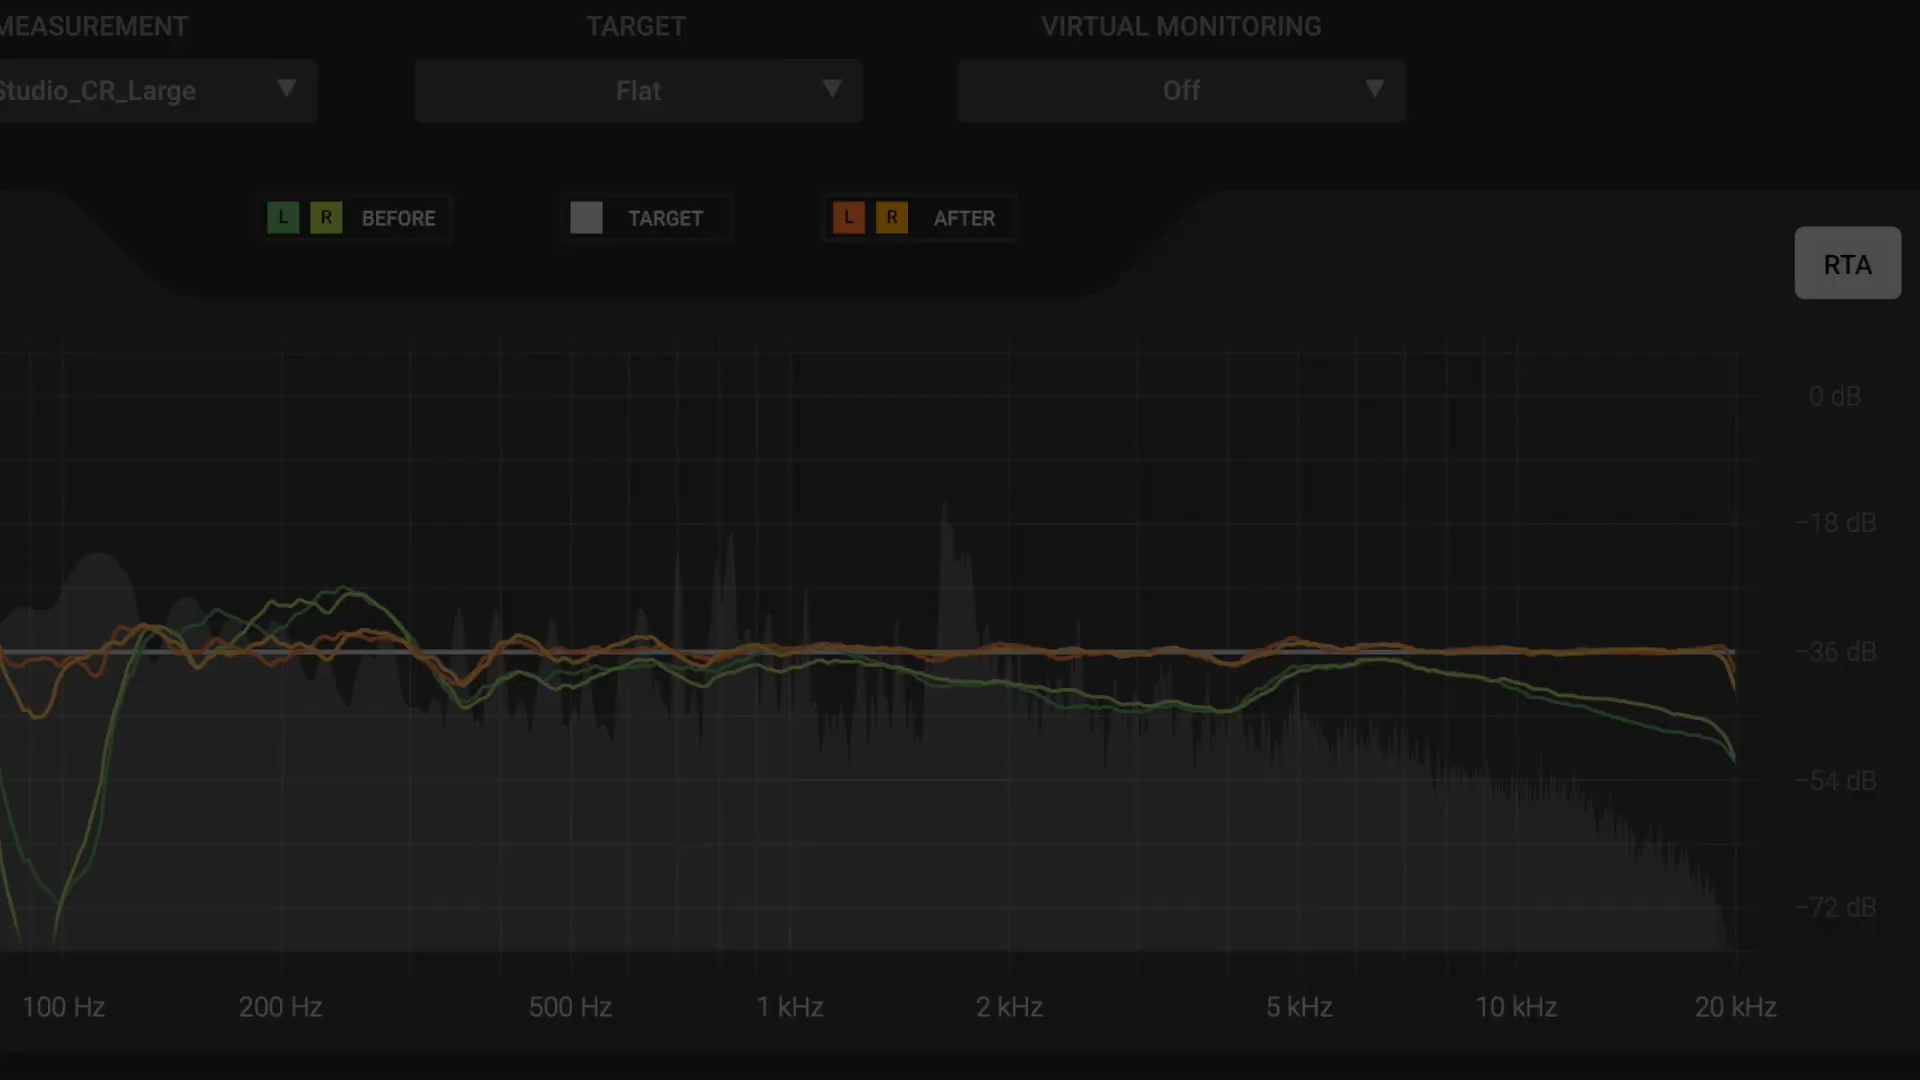 MEASUREMENT TARGET VIRTUAL MONITORING
Studio_CR_Large Flat Off
L R BEFORE TARGET L R AFTER
RTA
0 dB
-18 dB
-36 dB
-54 dB
-72 dB
100 Hz 200 Hz 500 Hz 1 kHz 2 kHz 5 kHz 10 kHz 20 kHz